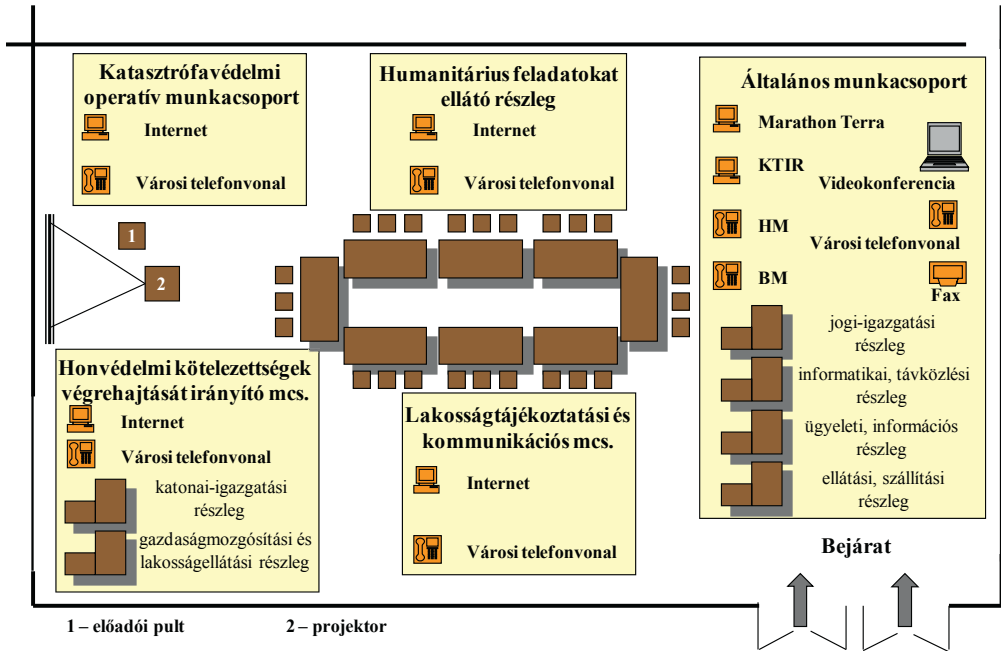 Katasztrófavédelmi
operatív munkacsoport
Internet
Városi telefonvonal
Humanitárius feladatokat
ellátó részleg
Internet
Városi telefonvonal
Általános munkacsoport
Marathon Terra
KTIR
Videokonferencia
HM
Városi telefonvonal
BM
Fax
jogi-igazgatási
részleg
informatikai, távközlési
részleg
ügyeleti, információs
részleg
ellátási, szállítási
részleg
1
2
Honvédelmi kötelezettségek
végrehajtását irányító mcs.
Internet
Városi telefonvonal
katonai-igazgatási
részleg
gazdaságmozgósítási és
lakosságellátási részleg
Lakosságtájékoztatási és
kommunikációs mcs.
Internet
Városi telefonvonal
Bejárat
1 – előadói pult
2 – projektor